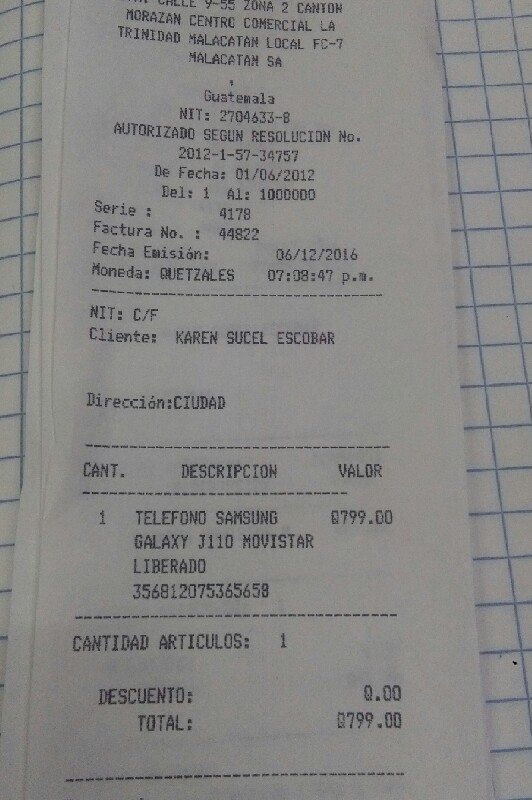 CALLE 9-55 ZONA 2 CANTON
MORAZAN CENTRO COMERCIAL LA
TRINIDAD MALACATAN LOCAL FC-7
MALACATAN SA
,
Guatemala
NIT: 2704633-8
AUTORIZADO SEGUN RESOLUCION No.
2012-1-57-34757
De Fecha: 01/06/2012
Del: 1 Al: 1000000
Serie : 4178
Factura No. : 44822
Fecha Emisión: 06/12/2016
Moneda: QUETZALES 07:08:47 p.m.
NIT: C/F
Cliente: KAREN SUCEL ESCOBAR
Dirección:CIUDAD
CANT. DESCRIPCION VALOR
1 TELEFONO SAMSUNG Q799.00
GALAXY J110 MOVISTAR
LIBERADO
356812075365658
CANTIDAD ARTICULOS: 1
DESCUENTO: Q.00
TOTAL: Q799.00